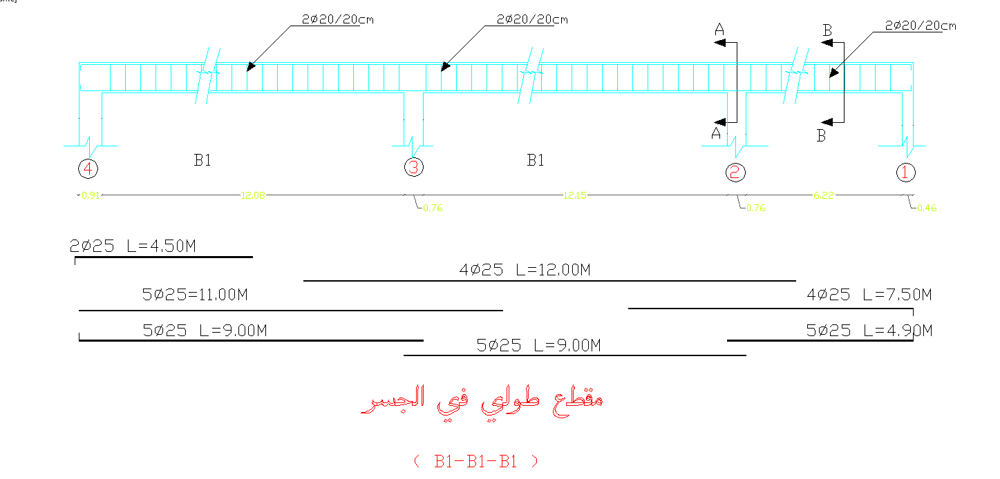 2ø20/20cm
2ø20/20cm
2ø20/20cm
A
B
A
B
B1
B1
4
3
2
1
0.91
12.08
0.76
12.15
0.76
6.22
0.46
2ø25 L=4.50M
4ø25 L=12.00M
5ø25=11.00M
4ø25 L=7.50M
5ø25 L=9.00M
5ø25 L=4.90M
5ø25 L=9.00M
مقطع طولي في الجسر
( B1-B1-B1 )